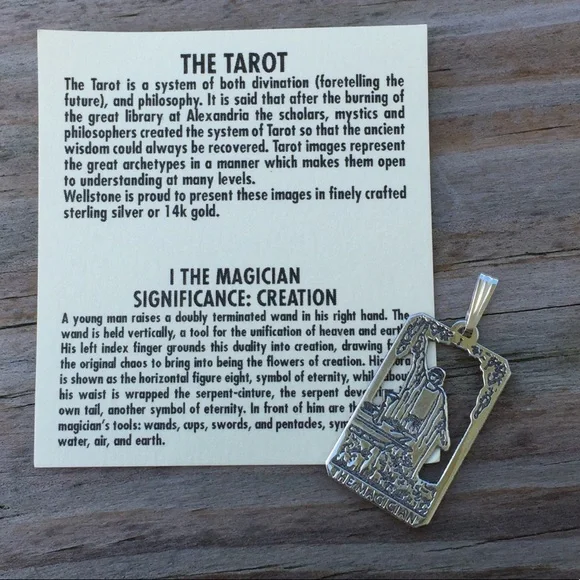 THE TAROT
The Tarot is a system of both divination (foretelling the
future), and philosophy. It is said that after the burning of
the great library at Alexandria the scholars, mystics and
philosophers created the system of Tarot so that the ancient
wisdom could always be recovered. Tarot images represent
the great archetypes in a manner which makes them open
to understanding at many levels.
Wellstone is proud to present these images in finely crafted
sterling silver or 14k gold.
I THE MAGICIAN
SIGNIFICANCE: CREATION
A young man raises a doubly terminated wand in his right hand. The
wand is held vertically, a tool for the unification of heaven and earth
His left index finger grounds this duality into creation, drawing
the original chaos to bring into being the flowers of creation. His
is shown as the horizontal figure eight, symbol of eternity,
his waist is wrapped the serpent-cincture, the serpent
own tail, another symbol of eternity. In front of him are
magician's tools: wands, cups, swords, and pentacles,
water, air, and earth.
THE MAGICIAN